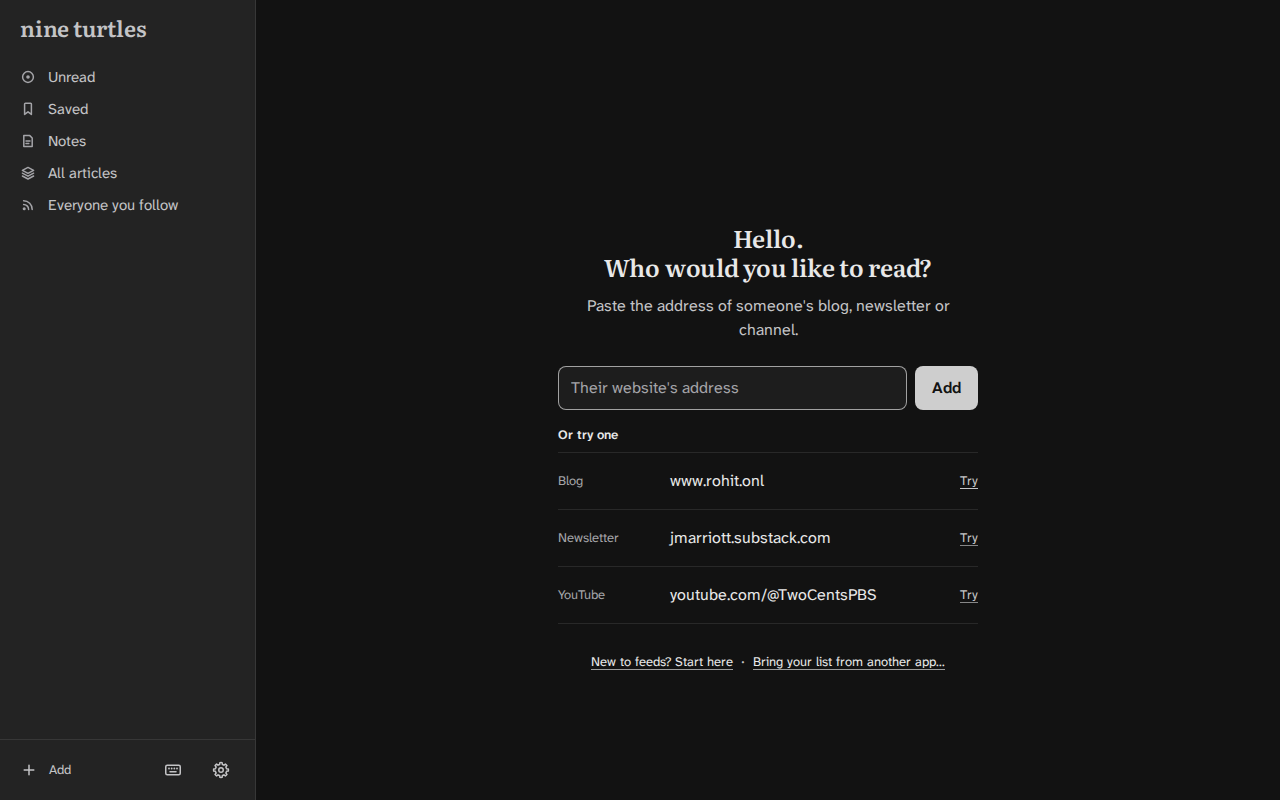 nine turtles
Unread
Saved
Notes
All articles
Everyone you follow
Add
Hello.
Who would you like to read?
Paste the address of someone's blog, newsletter or
channel.
Their website's address
Add
Or try one
Blog www.rohit.onl Try
Newsletter jmarriott.substack.com Try
YouTube youtube.com/@TwoCentsPBS Try
New to feeds? Start here · Bring your list from another app...